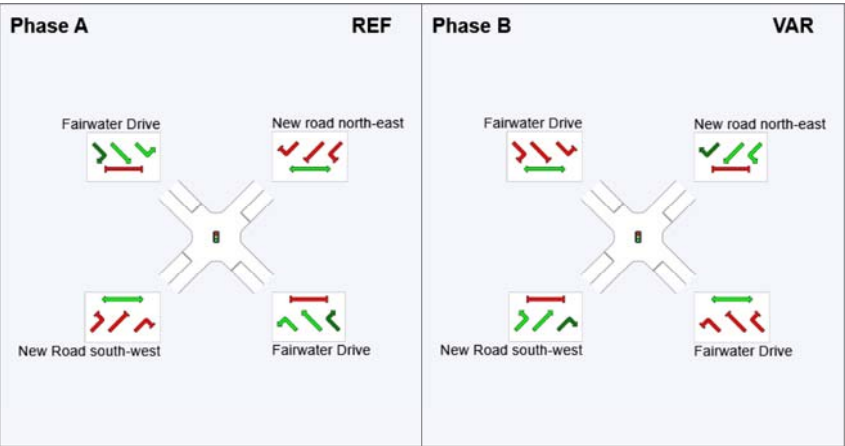 Phase A REF
Fairwater Drive
New road north-east
New Road south-west
Fairwater Drive
Phase B VAR
Fairwater Drive
New road north-east
New Road south-west
Fairwater Drive